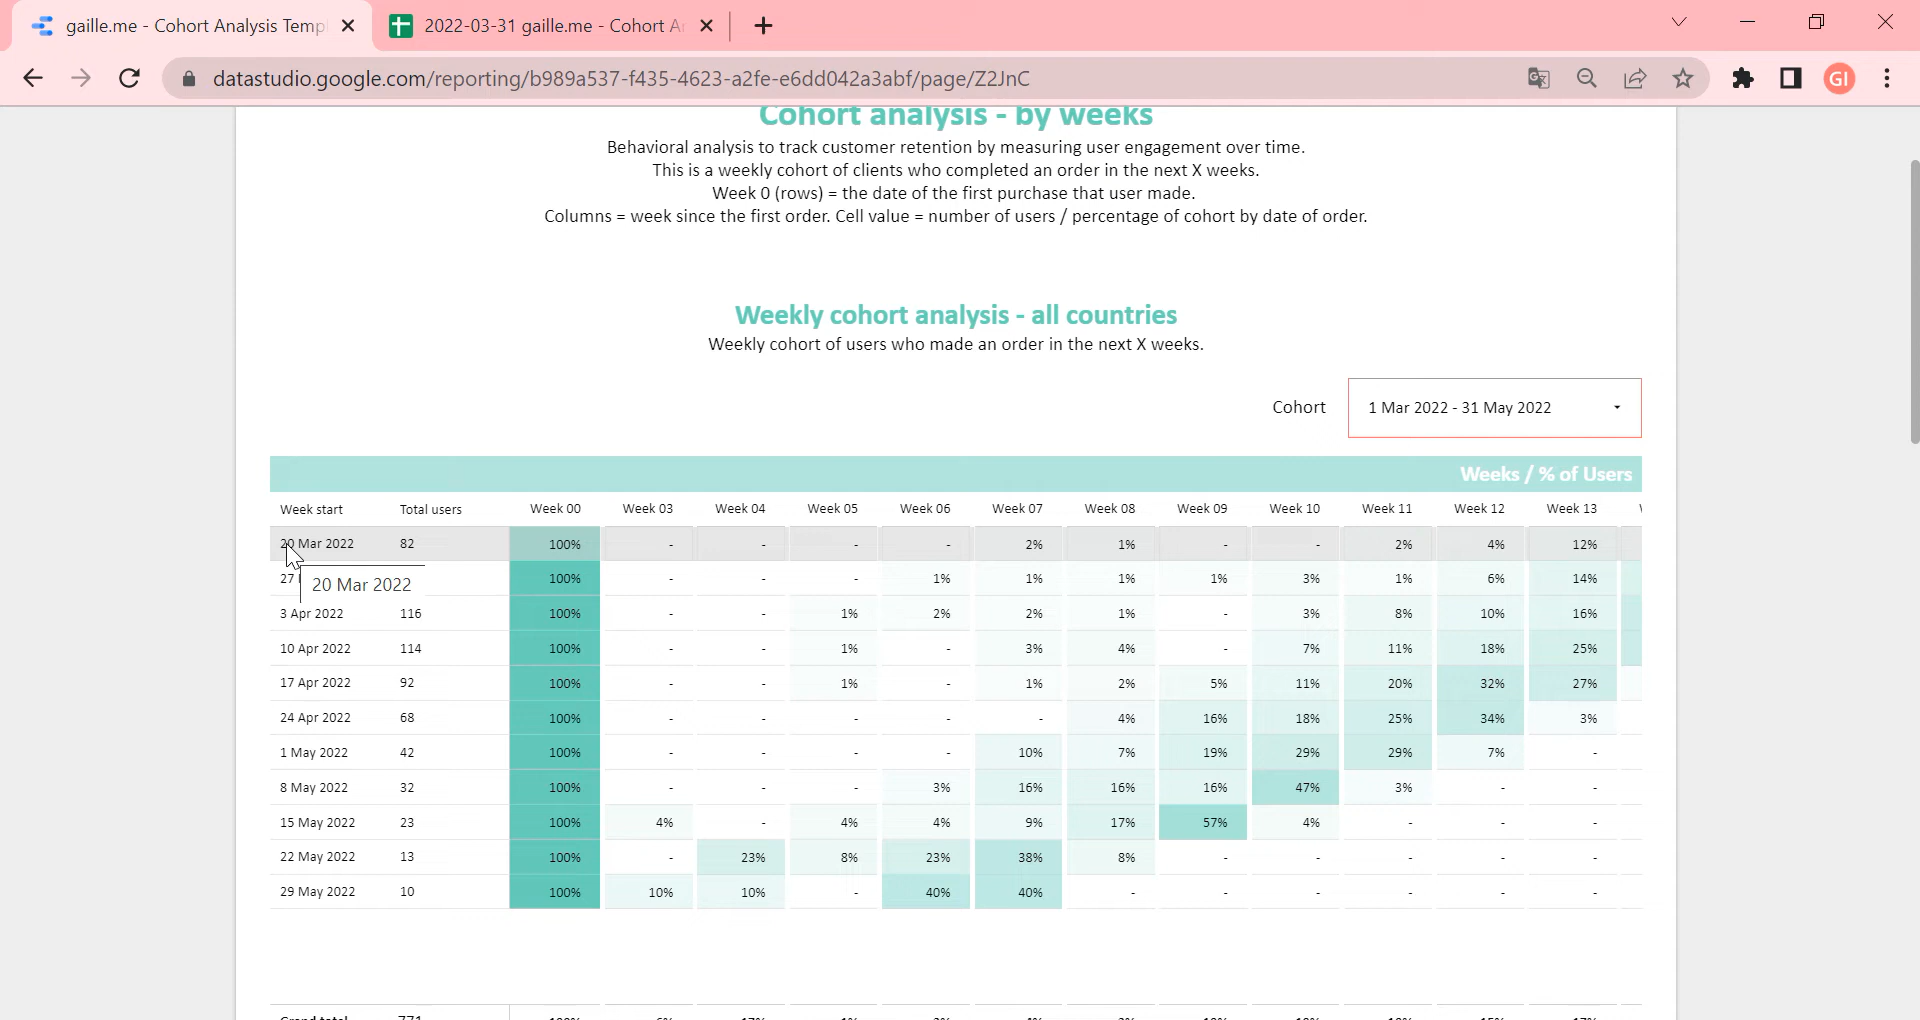 gaille.me - Cohort Analysis Temp
2022-03-31 gaille.me - Cohort A
datastudio.google.com/reporting/b989a537-f435-4623-a2fe-e6dd042a3abf/page/Z2JnC
GI
Cohort analysis - by weeks
Behavioral analysis to track customer retention by measuring user engagement over time.
This is a weekly cohort of clients who completed an order in the next X weeks.
Week 0 (rows) = the date of the first purchase that user made.
Columns = week since the first order. Cell value = number of users / percentage of cohort by date of order.
Weekly cohort analysis - all countries
Weekly cohort of users who made an order in the next X weeks.
Cohort 1 Mar 2022 - 31 May 2022
Weeks / % of Users
Week start Total users Week 00 Week 03 Week 04 Week 05 Week 06 Week 07 Week 08 Week 09 Week 10 Week 11 Week 12 Week 13
20 Mar 2022 82 100% - - - - 2% 1% - - 2% 4% 12%
27 100% - - - 1% 1% 1% 1% 3% 1% 6% 14%
20 Mar 2022
3 Apr 2022 116 100% - - 1% 2% 2% 1% - 3% 8% 10% 16%
10 Apr 2022 114 100% - - 1% - 3% 4% - 7% 11% 18% 25%
17 Apr 2022 92 100% - - 1% - 1% 2% 5% 11% 20% 32% 27%
24 Apr 2022 68 100% - - - - - 4% 16% 18% 25% 34% 3%
1 May 2022 42 100% - - - - 10% 7% 19% 29% 29% 7% -
8 May 2022 32 100% - - - 3% 16% 16% 16% 47% 3% - -
15 May 2022 23 100% 4% - 4% 4% 9% 17% 57% 4% - - -
22 May 2022 13 100% - 23% 8% 23% 38% 8% - - - - -
29 May 2022 10 100% 10% 10% - 40% 40% - - - - - -
Grand total 771 100%